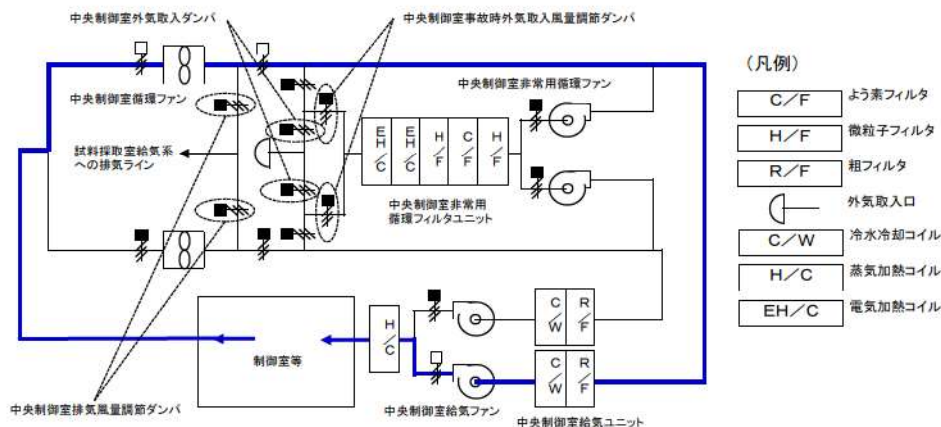 中央制御室外気取入ダンパ
中央制御室事故時外気取入風量調節ダンパ
中央制御室循環ファン
中央制御室非常用循環ファン
試料採取室給気系
への排気ライン
EH/C
EH/C
H/F
C/F
H/F
中央制御室非常用
循環フィルタユニット
制御室等
H/C
C/W
R/F
C/W
R/F
中央制御室給気ファン
中央制御室給気ユニット
中央制御室排気風量調節ダンパ
(凡例)
C/F
よう素フィルタ
H/F
微粒子フィルタ
R/F
粗フィルタ
外気取入口
C/W
冷水冷却コイル
H/C
蒸気加熱コイル
EH/C
電気加熱コイル